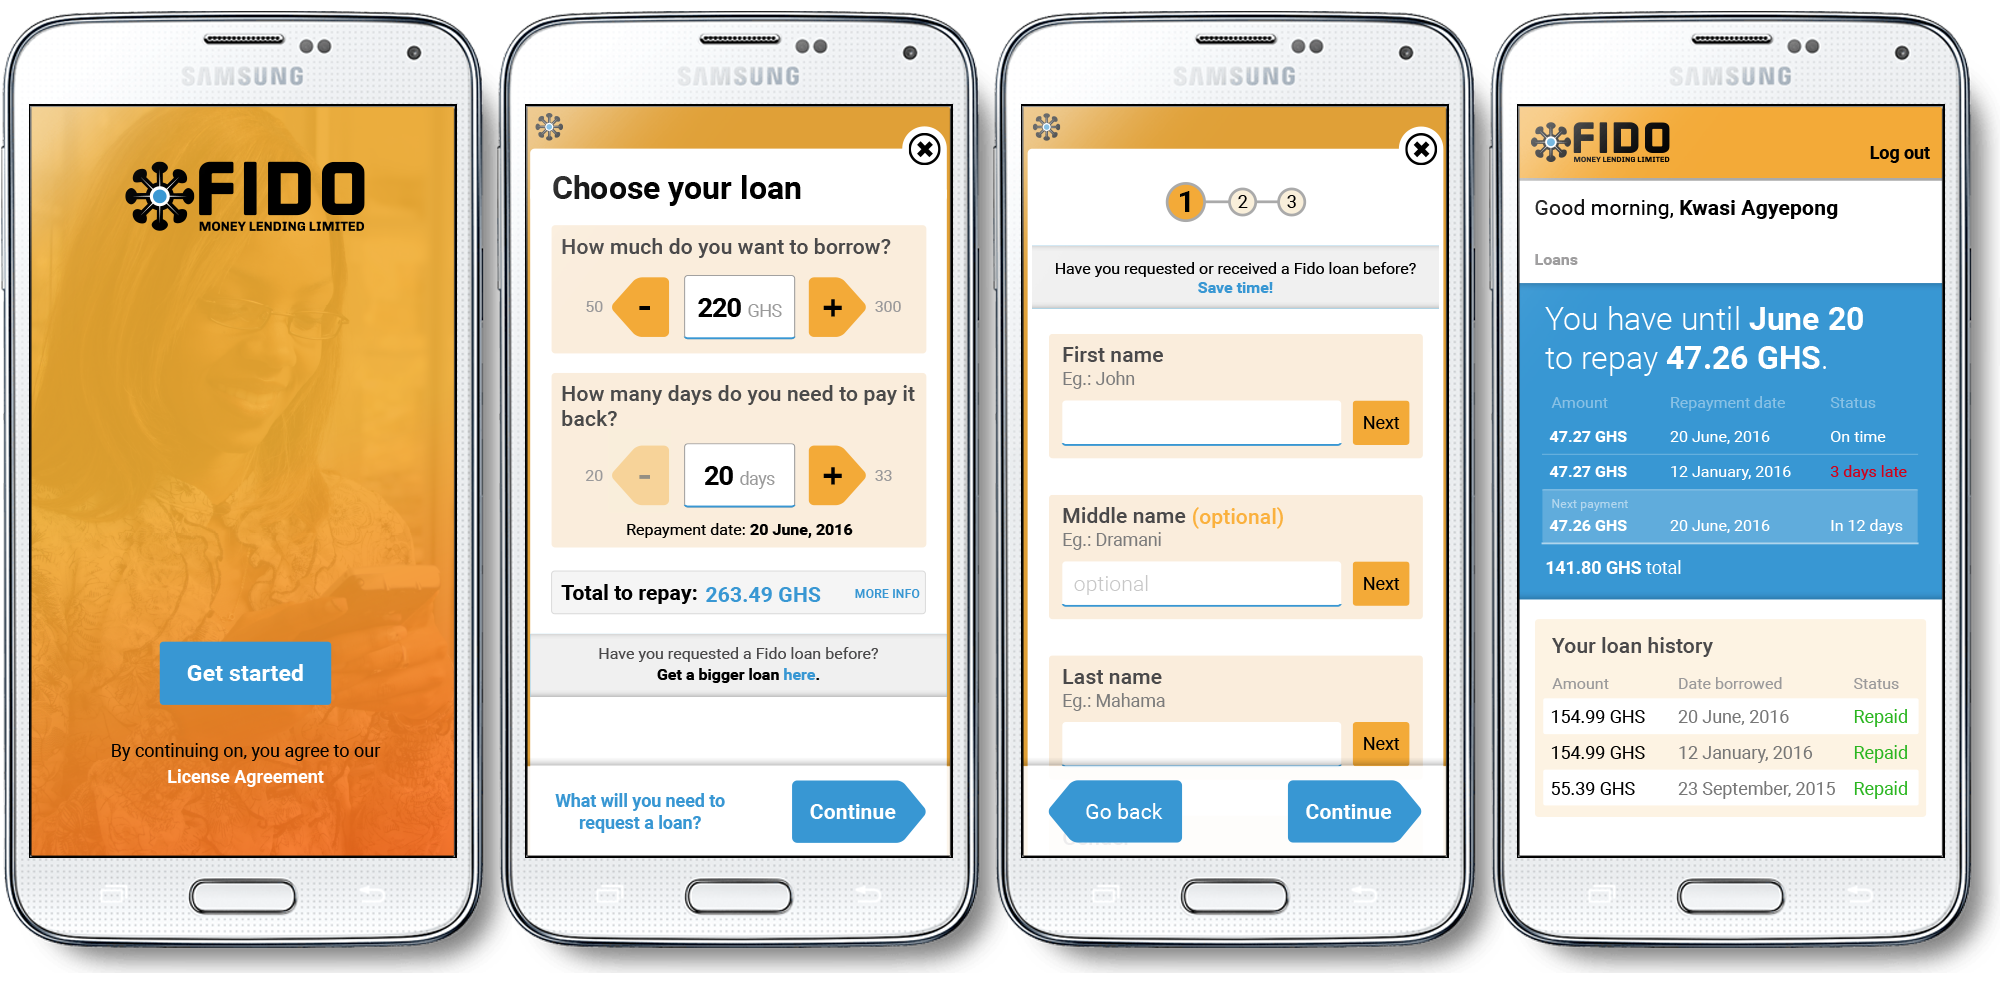 SAMSUNG
FIDO
MONEY LENDING LIMITED
Get started
By continuing on, you agree to our
License Agreement
SAMSUNG
Choose your loan
How much do you want to borrow?
50 - 220 GHS + 300
How many days do you need to pay it
back?
20 - 20 days + 33
Repayment date: 20 June, 2016
Total to repay: 263.49 GHS MORE INFO
Have you requested a Fido loan before?
Get a bigger loan here.
What will you need to
request a loan?
Continue
SAMSUNG
1 2 3
Have you requested or received a Fido loan before?
Save time!
First name
Eg.: John
Next
Middle name (optional)
Eg.: Dramani
optional Next
Last name
Eg.: Mahama
Next
Go back Continue
SAMSUNG
FIDO
MONEY LENDING LIMITED
Log out
Good morning, Kwasi Agyepong
Loans
You have until June 20
to repay 47.26 GHS.
Amount Repayment date Status
47.27 GHS 20 June, 2016 On time
47.27 GHS 12 January, 2016 3 days late
Next payment
47.26 GHS 20 June, 2016 In 12 days
141.80 GHS total
Your loan history
Amount Date borrowed Status
154.99 GHS 20 June, 2016 Repaid
154.99 GHS 12 January, 2016 Repaid
55.39 GHS 23 September, 2015 Repaid